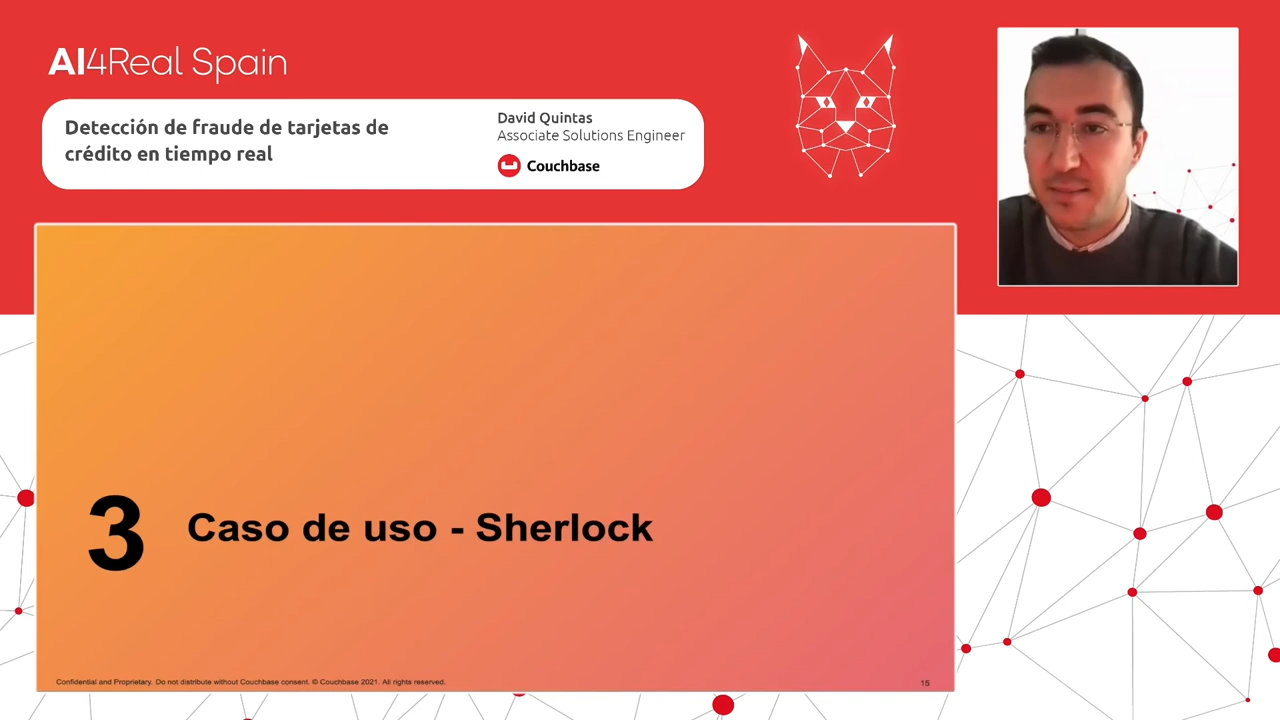 AI4Real Spain
Detección de fraude de tarjetas de
crédito en tiempo real
David Quintas
Associate Solutions Engineer
Couchbase
3 Caso de uso - Sherlock
Confidential and Proprietary. Do not distribute without Couchbase consent. © Couchbase 2021. All rights reserved.
15